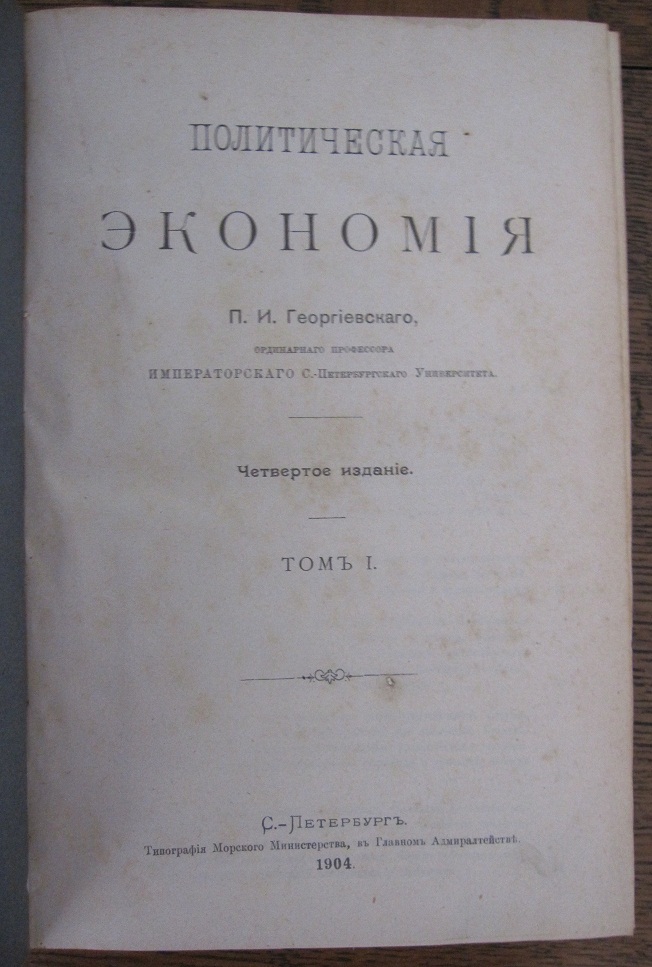 ПОЛИТИЧЕСКАЯ
ЭКОНОМІЯ
П. И. Георгіевскаго,
ОРДИНАРНАГО ПРОФЕССОРА
ИМПЕРАТОРСКАГО С.-Петербургскаго Университета.
Четвертое изданіе.
ТОМЪ I.
С.-Петербургъ.
Типографія Морского Министерства, въ Главномъ Адмиралтействѣ.
1904.